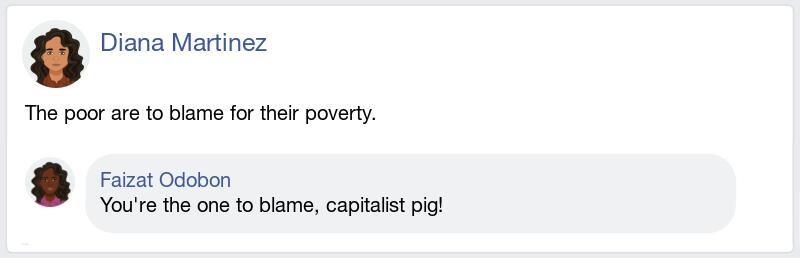 Diana Martinez
The poor are to blame for their poverty.
Faizat Odobon
You're the one to blame, capitalist pig!